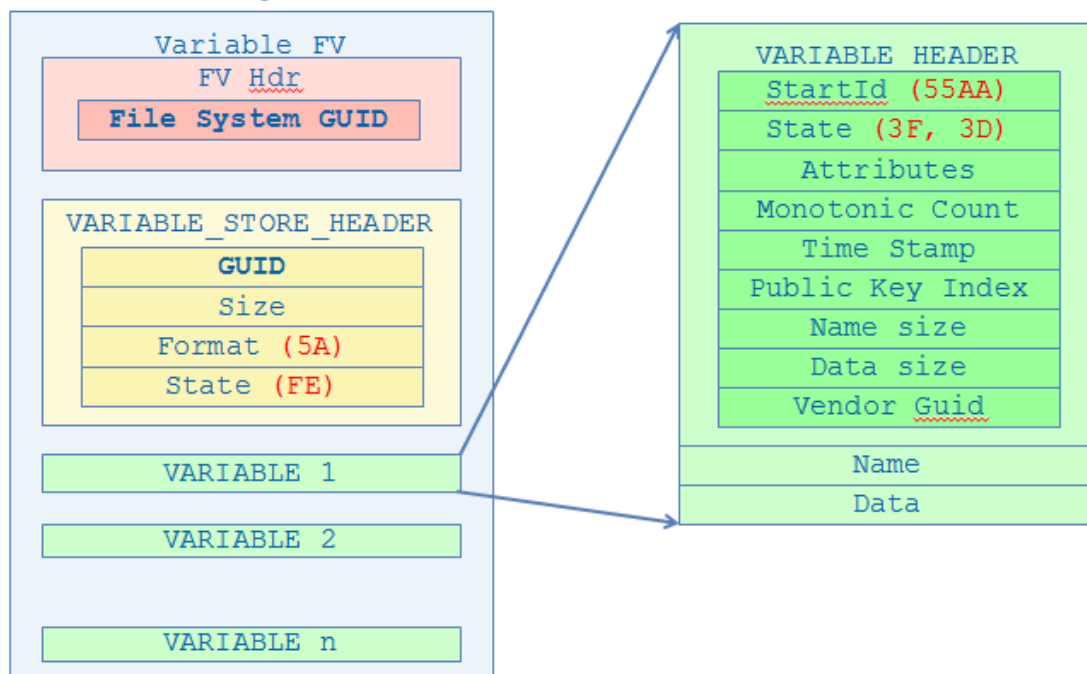 Variable FV
FV Hdr
File System GUID
VARIABLE_STORE_HEADER
GUID
Size
Format (5A)
State (FE)
VARIABLE 1
VARIABLE 2
VARIABLE n
VARIABLE HEADER
StartId (55AA)
State (3F, 3D)
Attributes
Monotonic Count
Time Stamp
Public Key Index
Name size
Data size
Vendor Guid
Name
Data